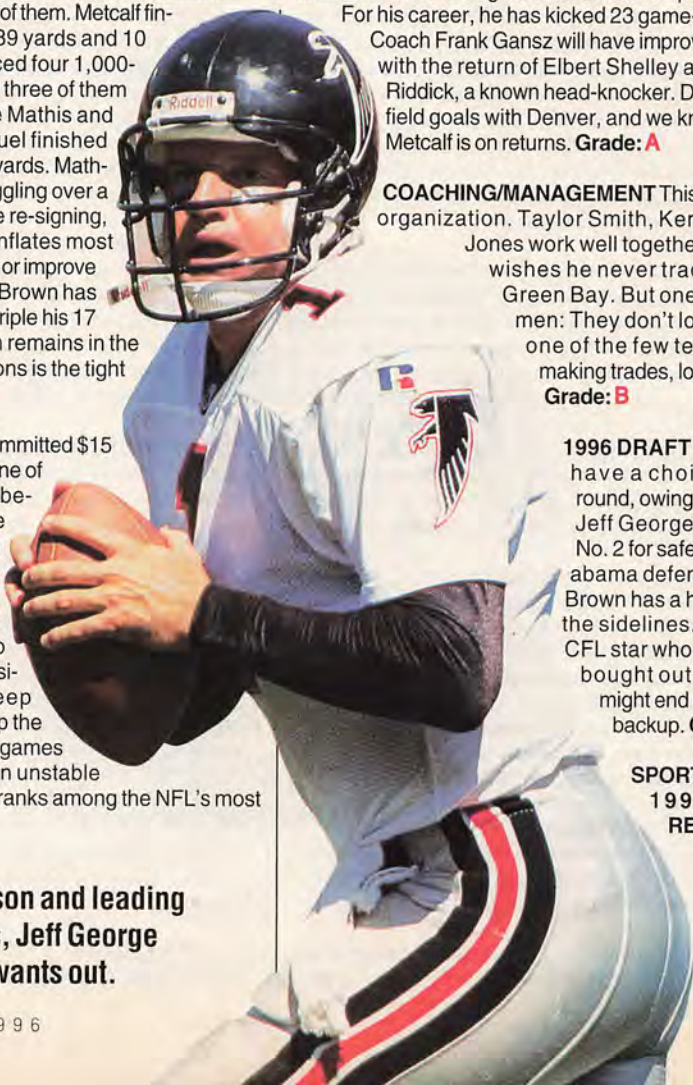 of them. Metcalf fin-
39 yards and 10
ced four 1,000-
three of them
Mathis and
uel finished
yards. Math-
ggling over a
re-signing,
nflates most
or improve
Brown has
riple his 17
remains in the
ons is the tight
mmitted $15
ne of
be-
si-
eep
p the
games
n unstable
ranks among the NFL's most
son and leading
, Jeff George
wants out.
996
For his career, he has kicked 23 game-
Coach Frank Gansz will have improv
with the return of Elbert Shelley a
Riddick, a known head-knocker. D
field goals with Denver, and we kn
Metcalf is on returns. Grade: A
COACHING/MANAGEMENT This
organization. Taylor Smith, Ken
Jones work well togethe
wishes he never trac
Green Bay. But one
men: They don't lo
one of the few te
making trades, lo
Grade: B
1996 DRAFT
have a choi
round, owing
Jeff George
No. 2 for safe
abama defen
Brown has a h
the sidelines.
CFL star who
bought out
might end
backup.
SPORT
199
RE
Riddell
Riddell
1
1